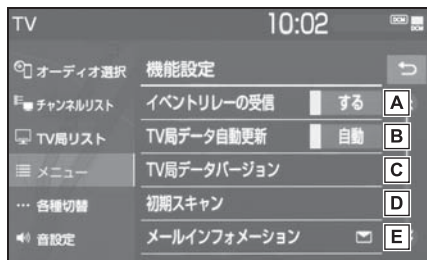 TV 10:02 DCM
オーディオ選択 機能設定
チャンネルリスト イベントリレーの受信 する A
TV局リスト TV局データ自動更新 自動 B
メニュー TV局データバージョン C
各種切替 初期スキャン D
音設定 メールインフォメーション E